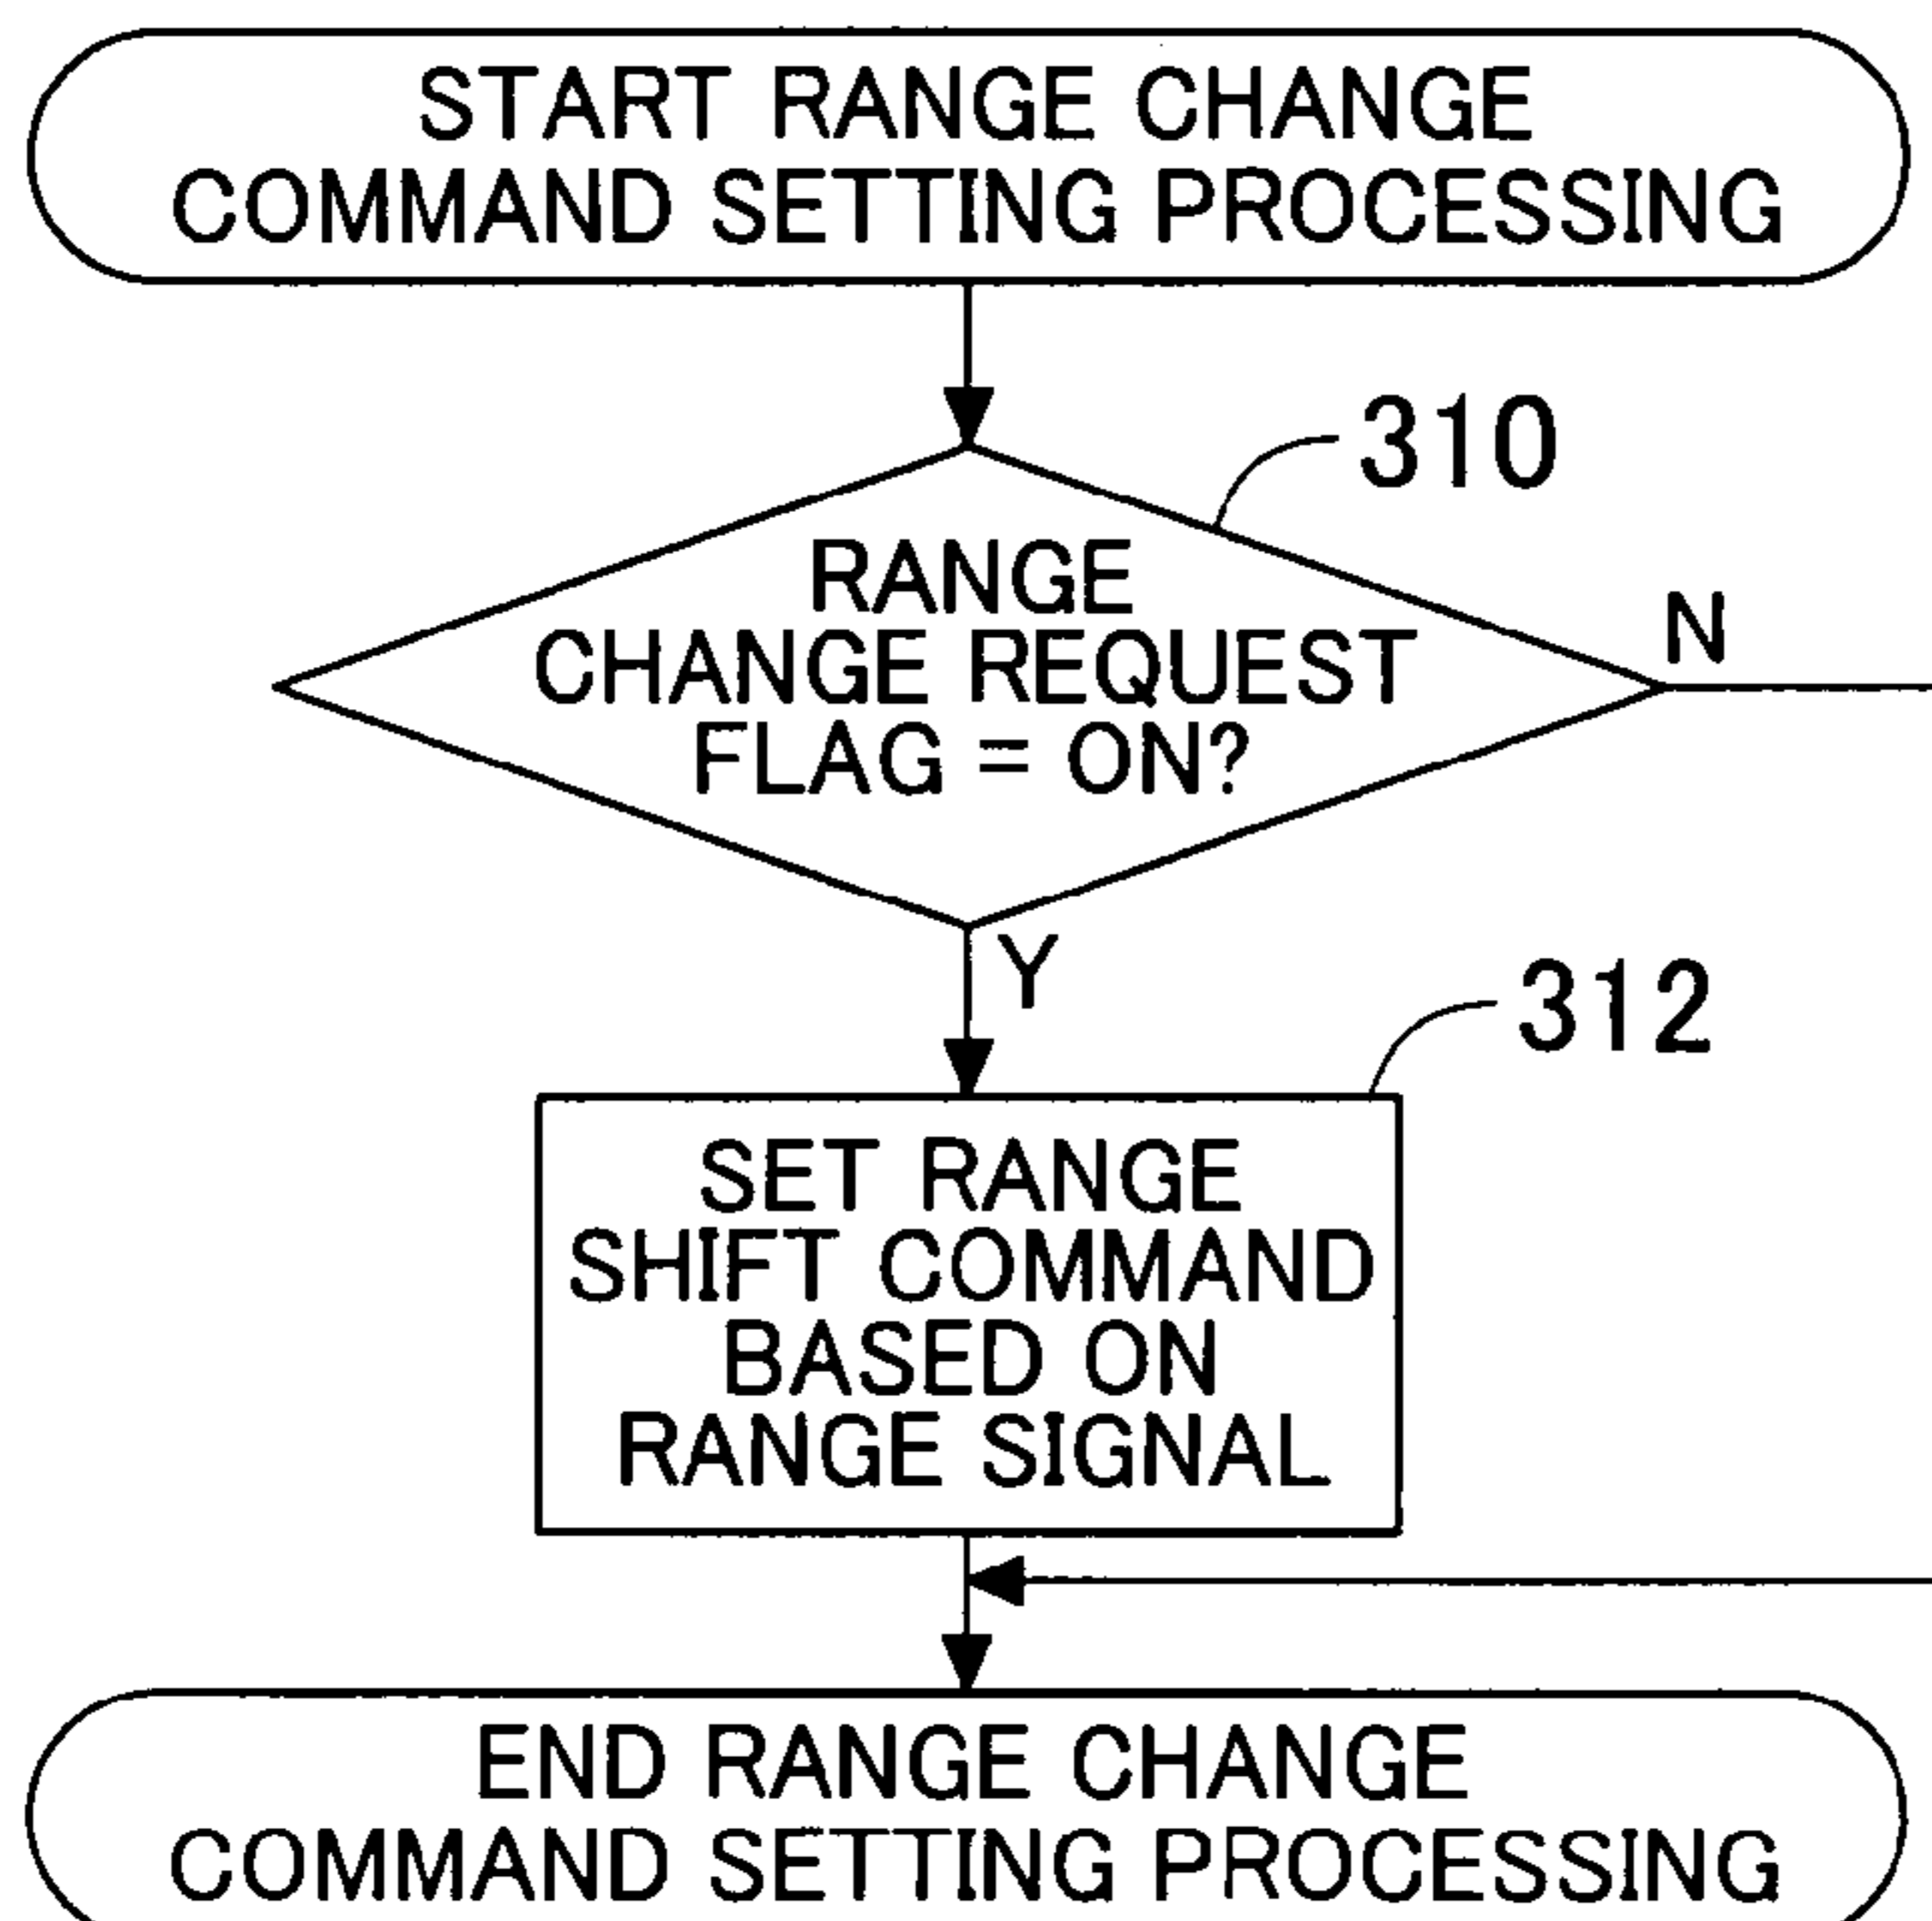 START RANGE CHANGE
COMMAND SETTING PROCESSING
310
RANGE
CHANGE REQUEST
FLAG = ON?
N
Y
312
SET RANGE
SHIFT COMMAND
BASED ON
RANGE SIGNAL
END RANGE CHANGE
COMMAND SETTING PROCESSING